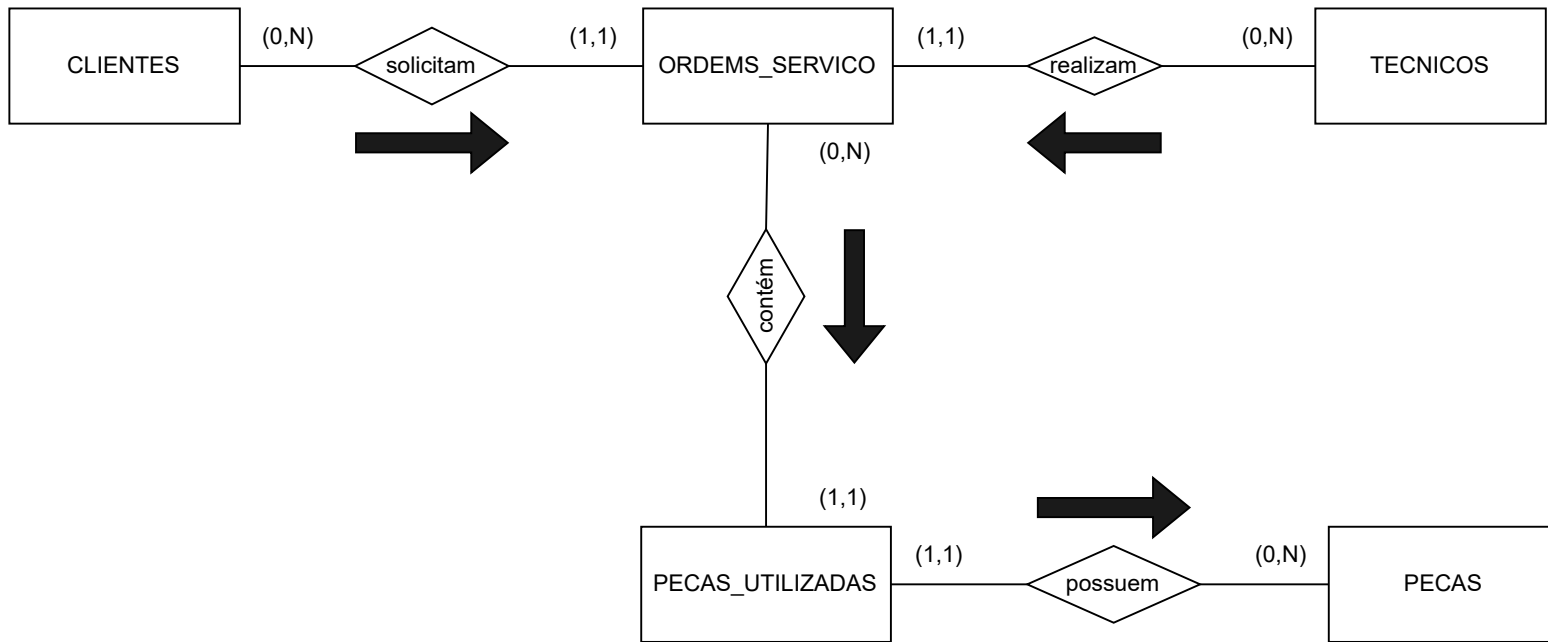 (0,N)
(1,1)
(1,1)
(0,N)
CLIENTES
solicitam
ORDEMS_SERVICO
realizam
TECNICOS
(0,N)
contém
(1,1)
(1,1)
(0,N)
PECAS_UTILIZADAS
possuem
PECAS